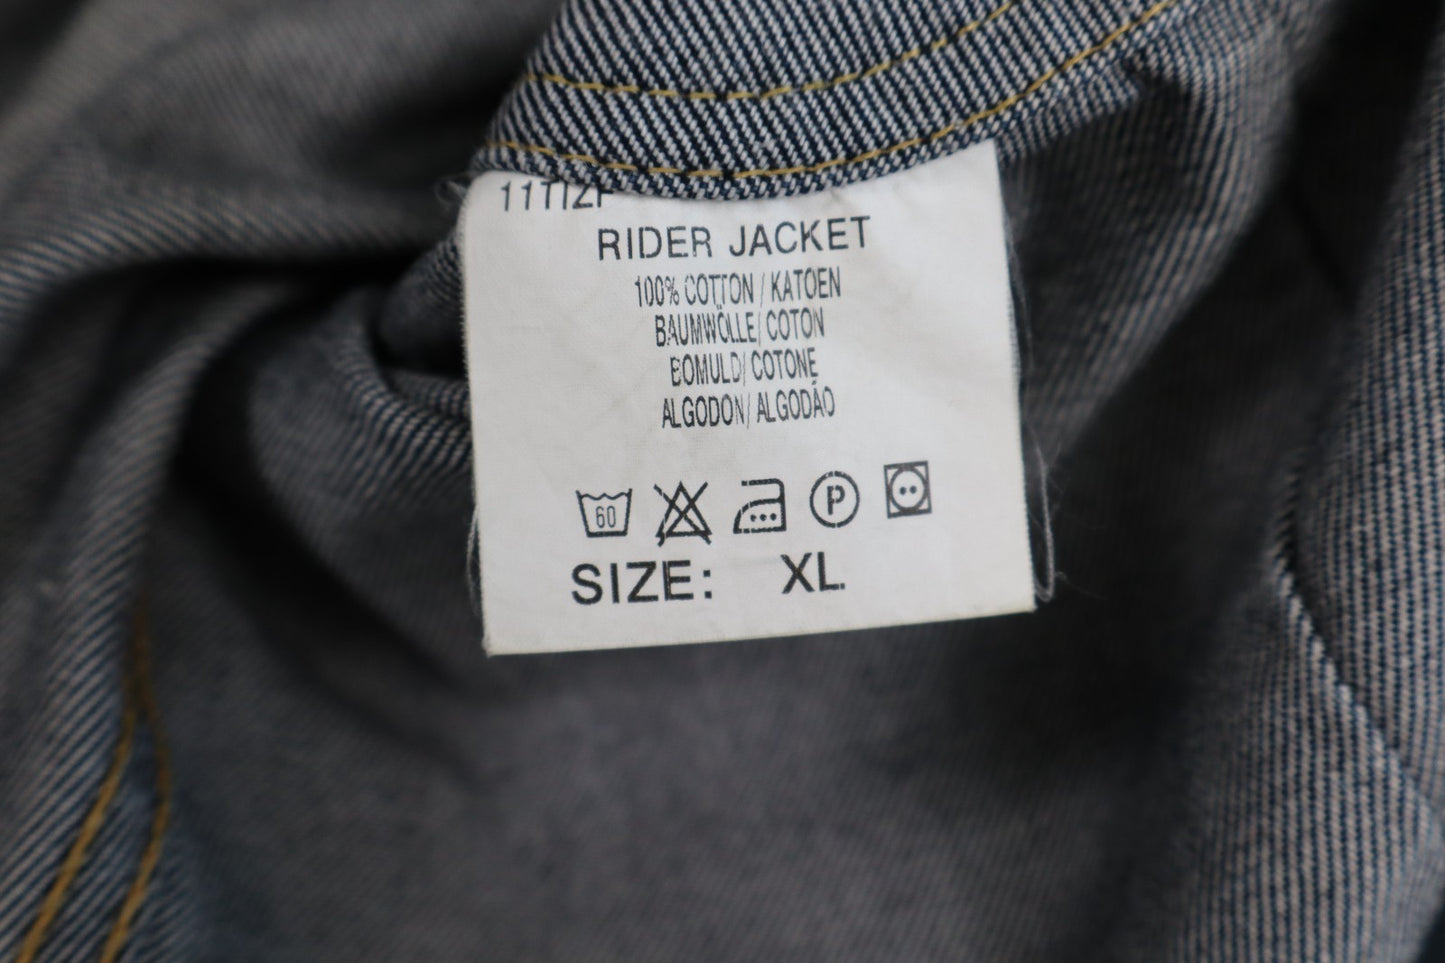 RIDER JACKET
100% COTTON / KATOEN
BAUMWOLLE / COTON
BOMULD / COTONE
ALGODON / ALGODÃO
60 P
SIZE: XL